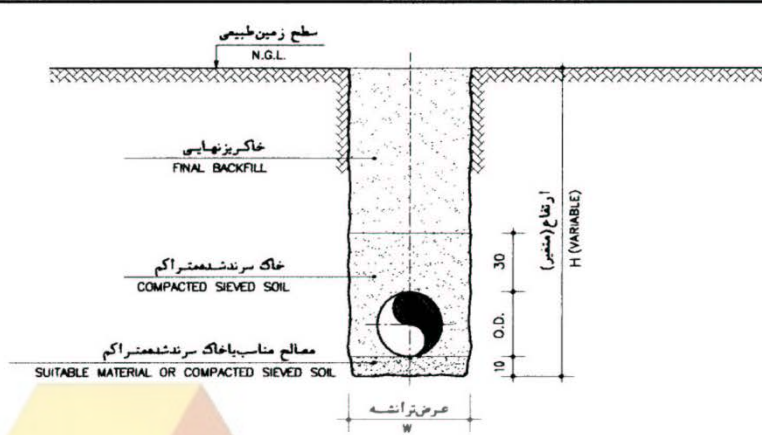 سطح زمین طبیعی
N.G.L.
خاکریز نهایی
FINAL BACKFILL
خاک سرند شده متراکم
COMPACTED SIEVED SOIL
مصالح مناسب یا خاک سرند شده متراکم
SUITABLE MATERIAL OR COMPACTED SIEVED SOIL
30
O.D.
10
ارتفاع (متغیر)
H (VARIABLE)
عرض ترانشه
W